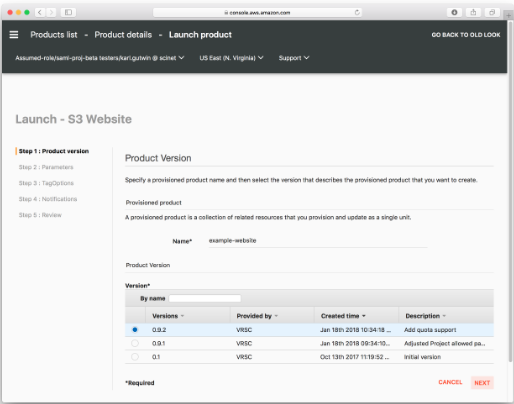 console.aws.amazon.com
Products list - Product details - Launch product
GO BACK TO OLD LOOK
Assumed-role/sami-proj-beta testers/karl.gutwin @ scinet
US East (N. Virginia)
Support
Launch - S3 Website
Step 1 : Product version
Step 2 : Parameters
Step 3 : TagOptions
Step 4 : Notifications
Step 5 : Review
Product Version
Specify a provisioned product name and then select the version that describes the provisioned product that you want to create.
Provisioned product
A provisioned product is a collection of related resources that you provision and update as a single unit.
Name* example-website
Product Version
Version*
By name
Versions Provided by Created time Description
0.9.2 VRSC Jan 18th 2018 10:34:18 ... Add quota support
0.9.1 VRSC Jan 18th 2018 09:34:10... Adjusted Project allowed pa...
0.1 VRSC Oct 13th 2017 11:19:52 ... Initial version
*Required
CANCEL NEXT